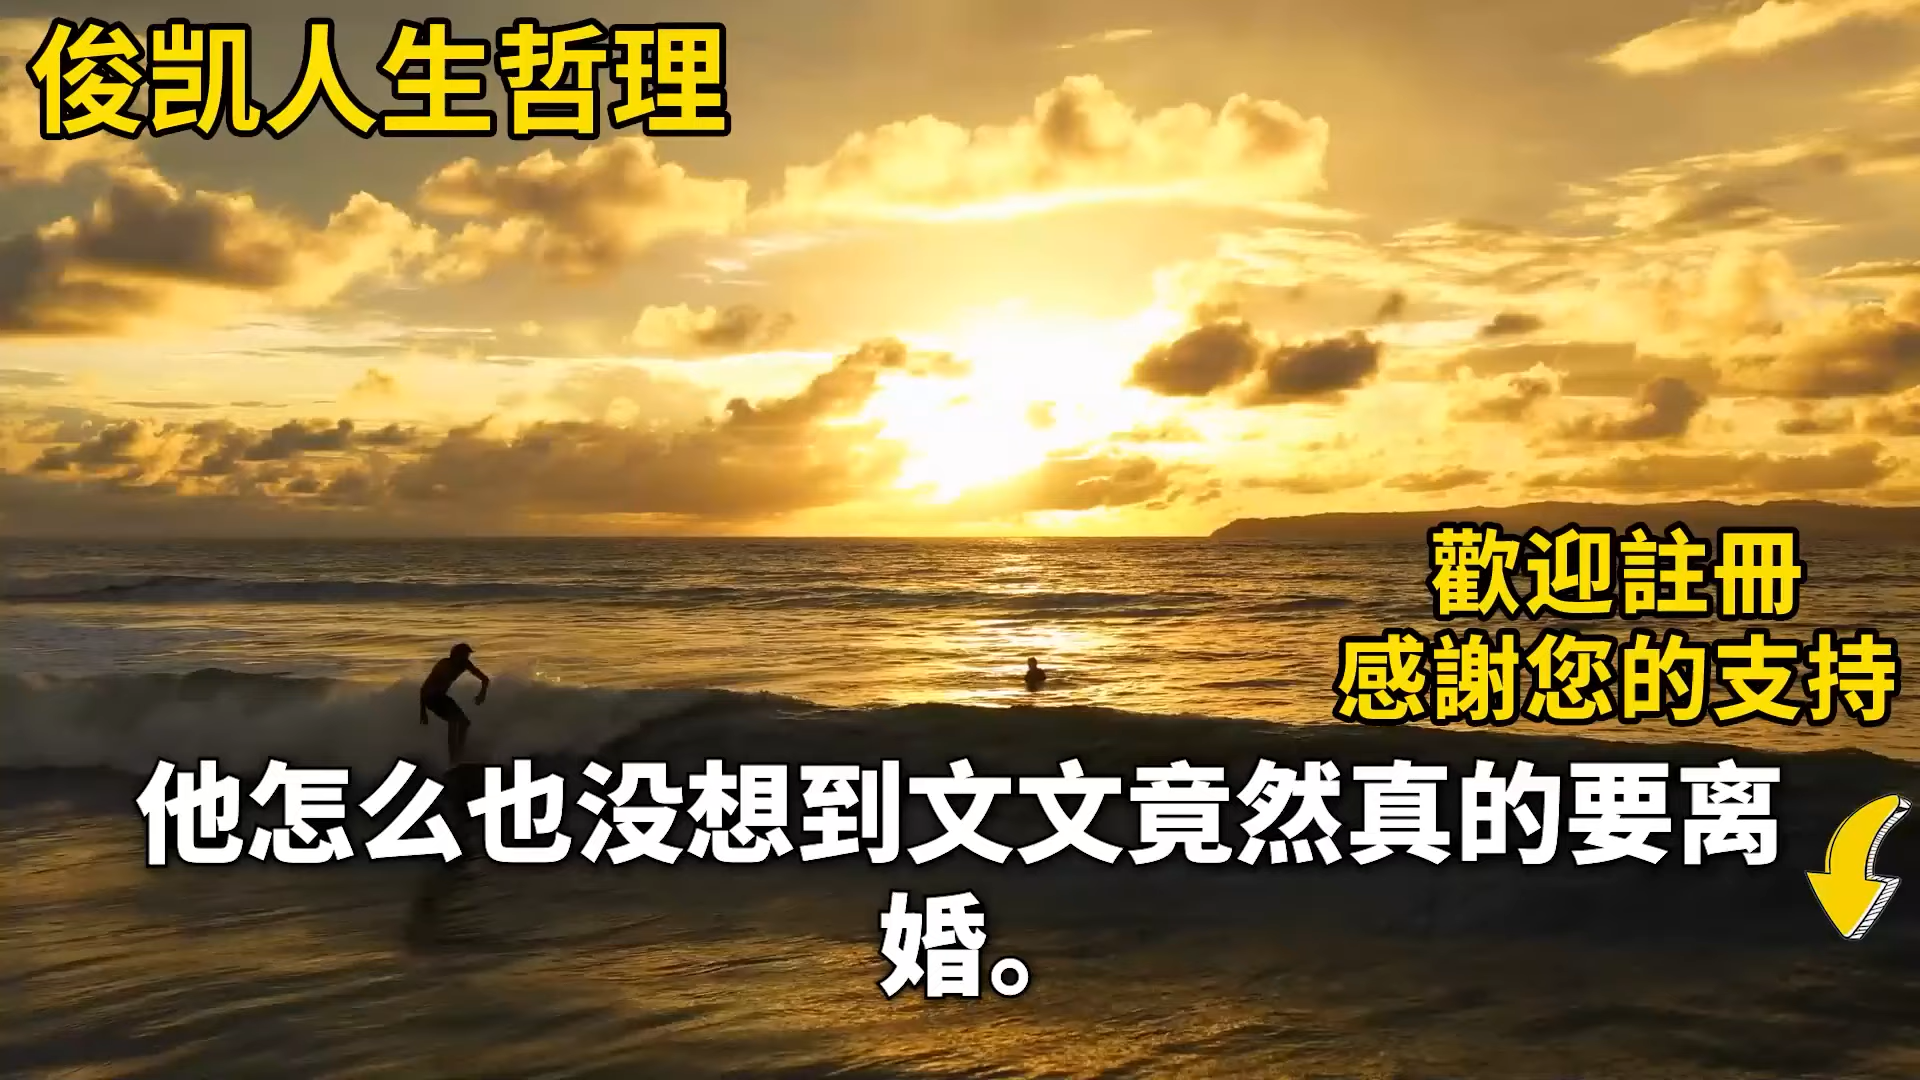 俊凯人生哲理
歡迎註冊
感謝您的支持
他怎么也没想到文文竟然真的要离
婚。